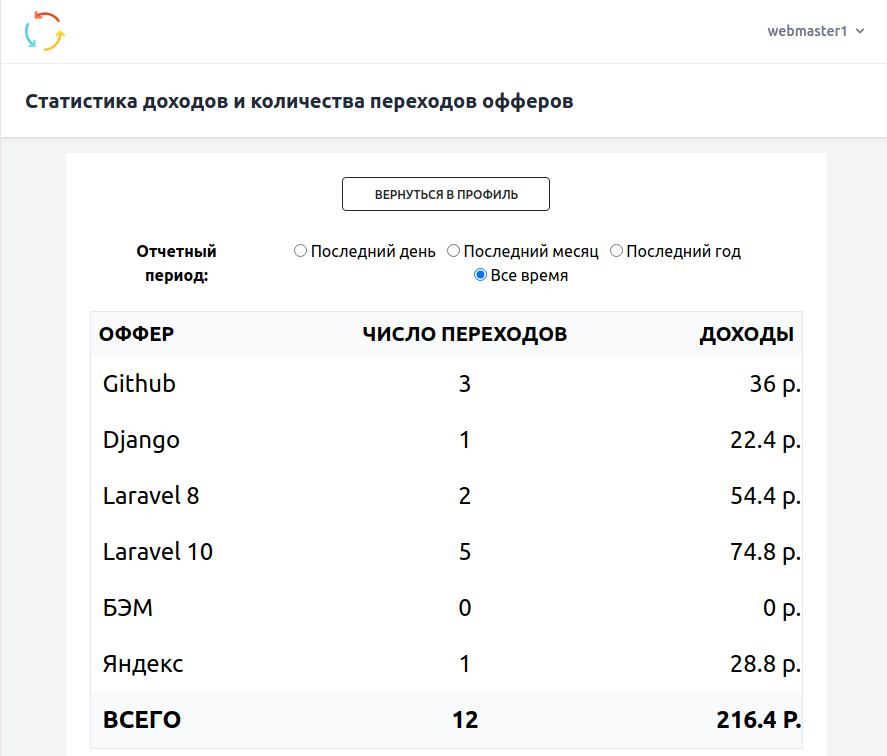 webmaster1
Статистика доходов и количества переходов офферов
ВЕРНУТЬСЯ В ПРОФИЛЬ
Отчетный период:
Последний день Последний месяц Последний год
Все время
ОФФЕР ЧИСЛО ПЕРЕХОДОВ ДОХОДЫ
Github 3 36 р.
Django 1 22.4 р.
Laravel 8 2 54.4 р.
Laravel 10 5 74.8 р.
БЭМ 0 0 р.
Яндекс 1 28.8 р.
ВСЕГО 12 216.4 Р.